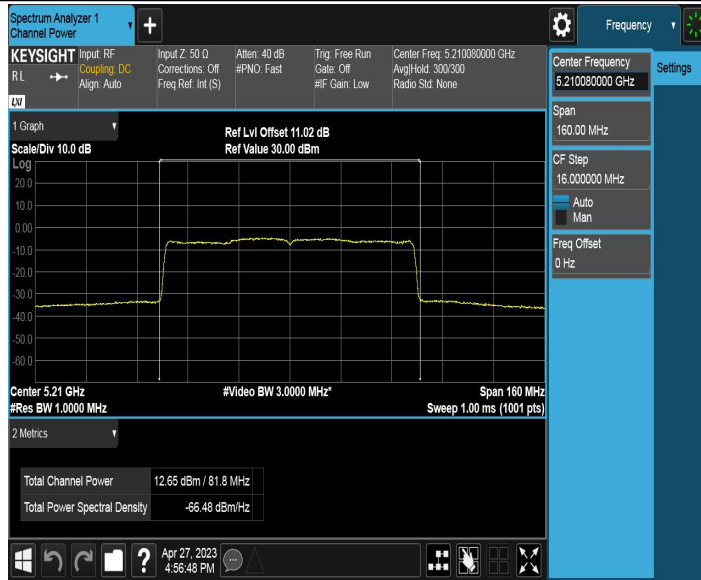 Spectrum Analyzer 1
Channel Power
+
Frequency
KEYSIGHT
Input: RF
Coupling: DC
Align: Auto
Input Z: 50 Ω
Corrections: Off
Freq Ref: Int (S)
Atten: 40 dB
#PNO: Fast
Trig: Free Run
Gate: Off
#IF Gain: Low
Center Freq: 5.210080000 GHz
Avg|Hold: 300/300
Radio Std: None
RL
LXI
Center Frequency
5.210080000 GHz
Settings
Span
160.00 MHz
CF Step
16.000000 MHz
Auto
Man
Freq Offset
0 Hz
1 Graph
Scale/Div 10.0 dB
Ref Lvl Offset 11.02 dB
Ref Value 30.00 dBm
Log
20.0
10.0
0.00
-10.0
-20.0
-30.0
-40.0
-50.0
-60.0
Center 5.21 GHz
#Video BW 3.0000 MHz*
Span 160 MHz
#Res BW 1.0000 MHz
Sweep 1.00 ms (1001 pts)
2 Metrics
Total Channel Power 12.65 dBm / 81.8 MHz
Total Power Spectral Density -66.48 dBm/Hz
?
Apr 27, 2023
4:56:48 PM